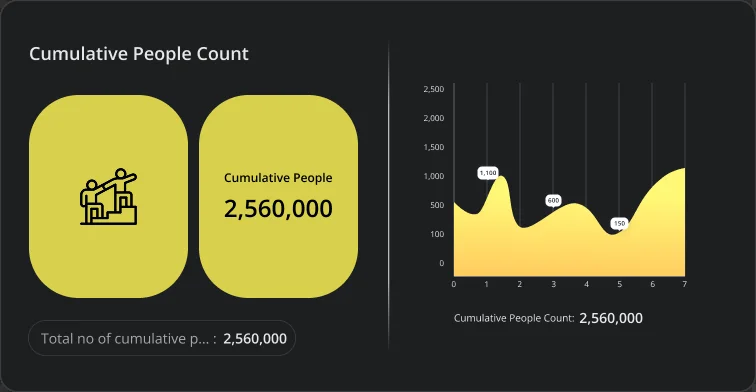 Cumulative People Count
Cumulative People
2,560,000
Total no of cumulative p... : 2,560,000
2,500
2,000
1,500
1,000
500
100
0
1,100
600
150
0 1 2 3 4 5 6 7
Cumulative People Count: 2,560,000